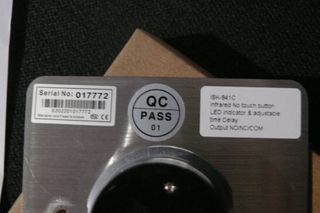 Serial No: 017772
S302201017772
QC
PASS
01
ISK-841C
Infrared No touch button
LED indicator & adjustable
time Delay
Output NO/NC/COM